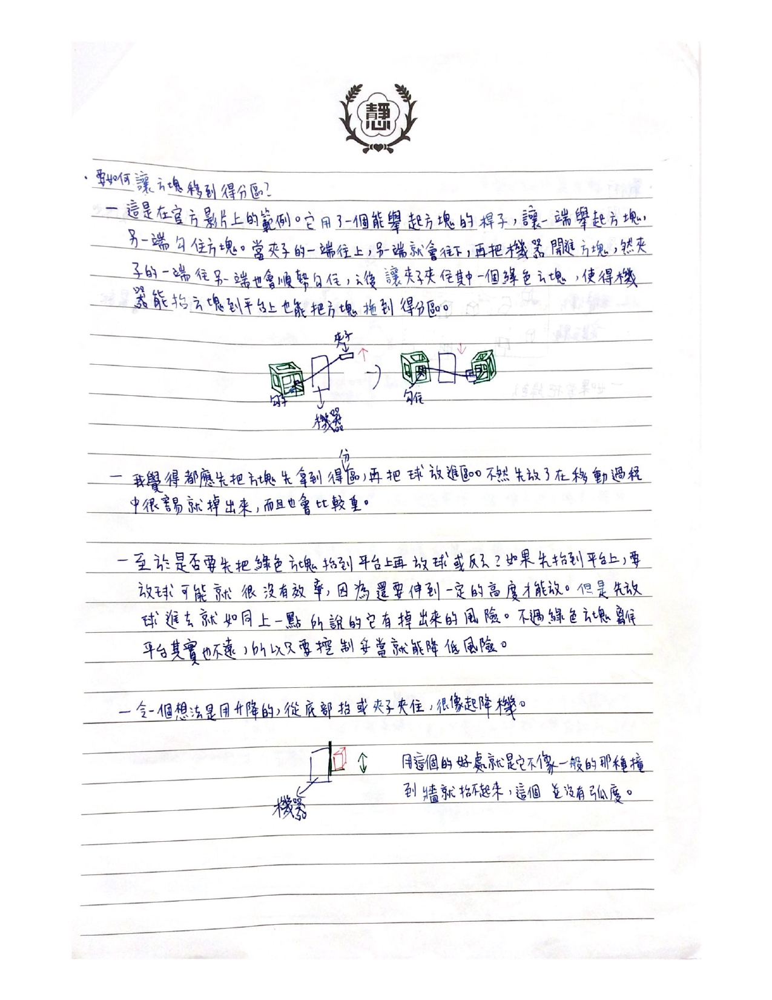 靜思
·要如何讓方塊移到得分區?
一這是在官方影片上的範例。它用了一個能舉起方塊的桿子,讓一端舉起方塊,
另一端勾住方塊。當夾子的一端往上,另一端就會往下,再把機器開進方塊,然夾
子的一端往另一端也會順勢勾住,之後讓夾子夾住其中一個綠色方塊,使得機
器能抬方塊到平台上也能把方塊拖到得分區。
夾子
勾子
機器
勾住
分
一我覺得都應先把方塊先拿到得區,再把球放進區。不然先放了在移動過程
中很容易就掉出來,而且也會比較重。
一至於是否要先把綠色方塊抬到平台上再放球或反之?如果先抬到平台上,要
放球可能就很沒有效率,因為還要伸到一定的高度才能放。但是先放
球進去就如同上一點所說的它有掉出來的風險。不過綠色方塊離
平台其實也不遠,所以只要控制妥當就能降低風險。
一令一個想法是用升降的,從底部抬或夾子夾住,很像起降機。
機器
用這個的好處就是它不像一般的那種撞
到牆就抬不起來,這個並沒有弧度。